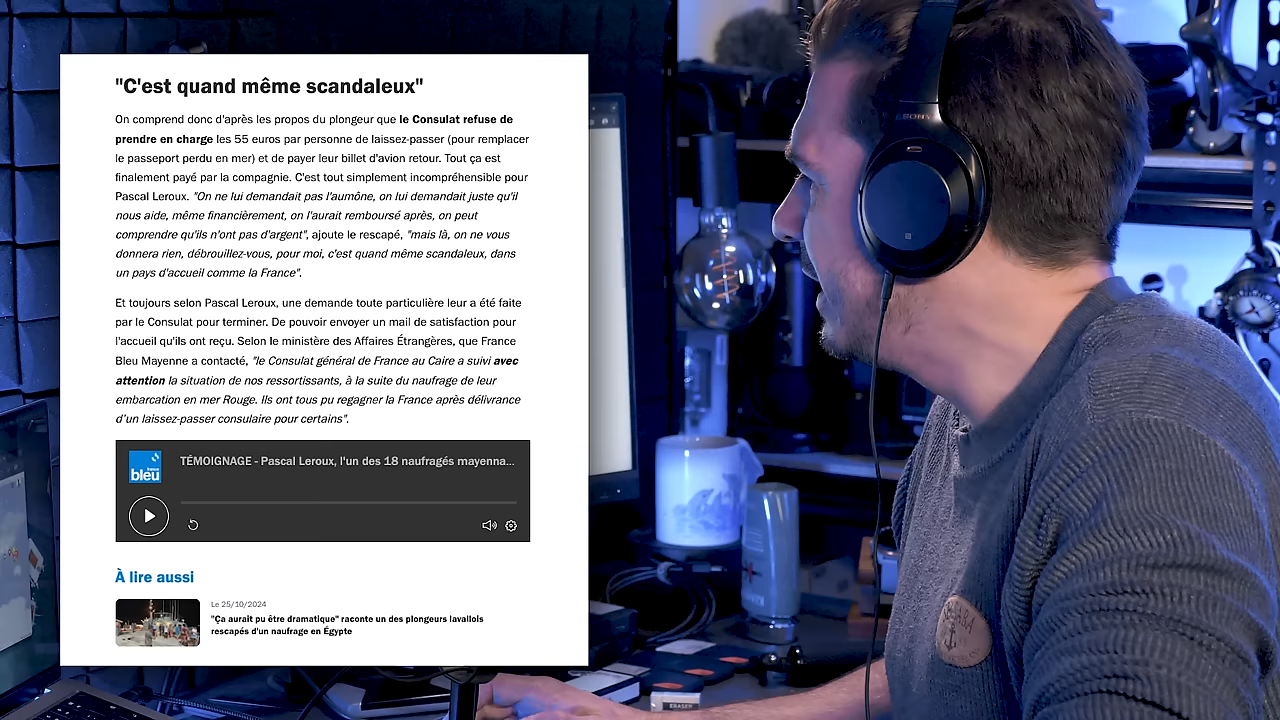 "C'est quand même scandaleux"
On comprend donc d'après les propos du plongeur que le Consulat refuse de
prendre en charge les 55 euros par personne de laissez-passer (pour remplacer
le passeport perdu en mer) et de payer leur billet d'avion retour. Tout ça est
finalement payé par la compagnie. C'est tout simplement incompréhensible pour
Pascal Leroux. "On ne lui demandait pas l'aumône, on lui demandait juste qu'il
nous aide, même financièrement, on l'aurait remboursé après, on peut
comprendre qu'ils n'ont pas d'argent", ajoute le rescapé, "mais là, on ne vous
donnera rien, débrouillez-vous, pour moi, c'est quand même scandaleux, dans
un pays d'accueil comme la France".
Et toujours selon Pascal Leroux, une demande toute particulière leur a été faite
par le Consulat pour terminer. De pouvoir envoyer un mail de satisfaction pour
l'accueil qu'ils ont reçu. Selon le ministère des Affaires Étrangères, que France
Bleu Mayenne a contacté, "le Consulat général de France au Caire a suivi avec
attention la situation de nos ressortissants, à la suite du naufrage de leur
embarcation en mer Rouge. Ils ont tous pu regagner la France après délivrance
d'un laissez-passer consulaire pour certains".
france
bleu
TÉMOIGNAGE - Pascal Leroux, l'un des 18 naufragés mayenna...
À lire aussi
Le 25/10/2024
"Ça aurait pu être dramatique" raconte un des plongeurs lavallois
rescapés d'un naufrage en Égypte
SONY
ERASER